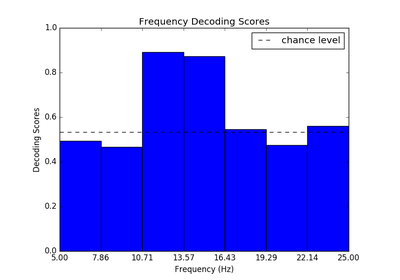 Frequency Decoding Scores
chance level
1.0
0.8
0.6
0.4
0.2
0.0
Decoding Scores
5.00 7.86 10.71 13.57 16.43 19.29 22.14 25.00
Frequency (Hz)